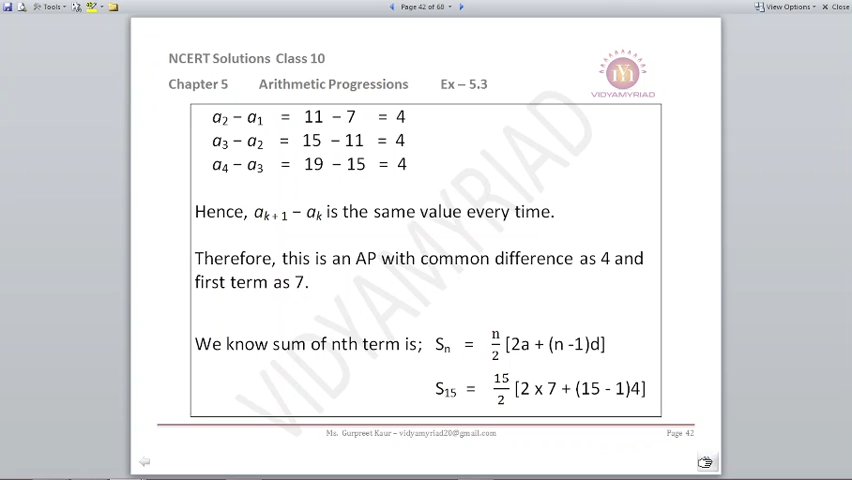 Tools Page 42 of 60 View Options Close
NCERT Solutions Class 10
Chapter 5 Arithmetic Progressions Ex – 5.3
VIDYAMYRIAD
a₂ – a₁ = 11 – 7 = 4
a₃ – a₂ = 15 – 11 = 4
a₄ – a₃ = 19 – 15 = 4
Hence, aₖ₊₁ – aₖ is the same value every time.
Therefore, this is an AP with common difference as 4 and
first term as 7.
We know sum of nth term is; Sₙ = n/2 [2a + (n -1)d]
S₁₅ = 15/2 [2 x 7 + (15 - 1)4]
VIDYAMYRIAD
Ms. Gurpreet Kaur – vidyamyriad20@gmail.com Page 42